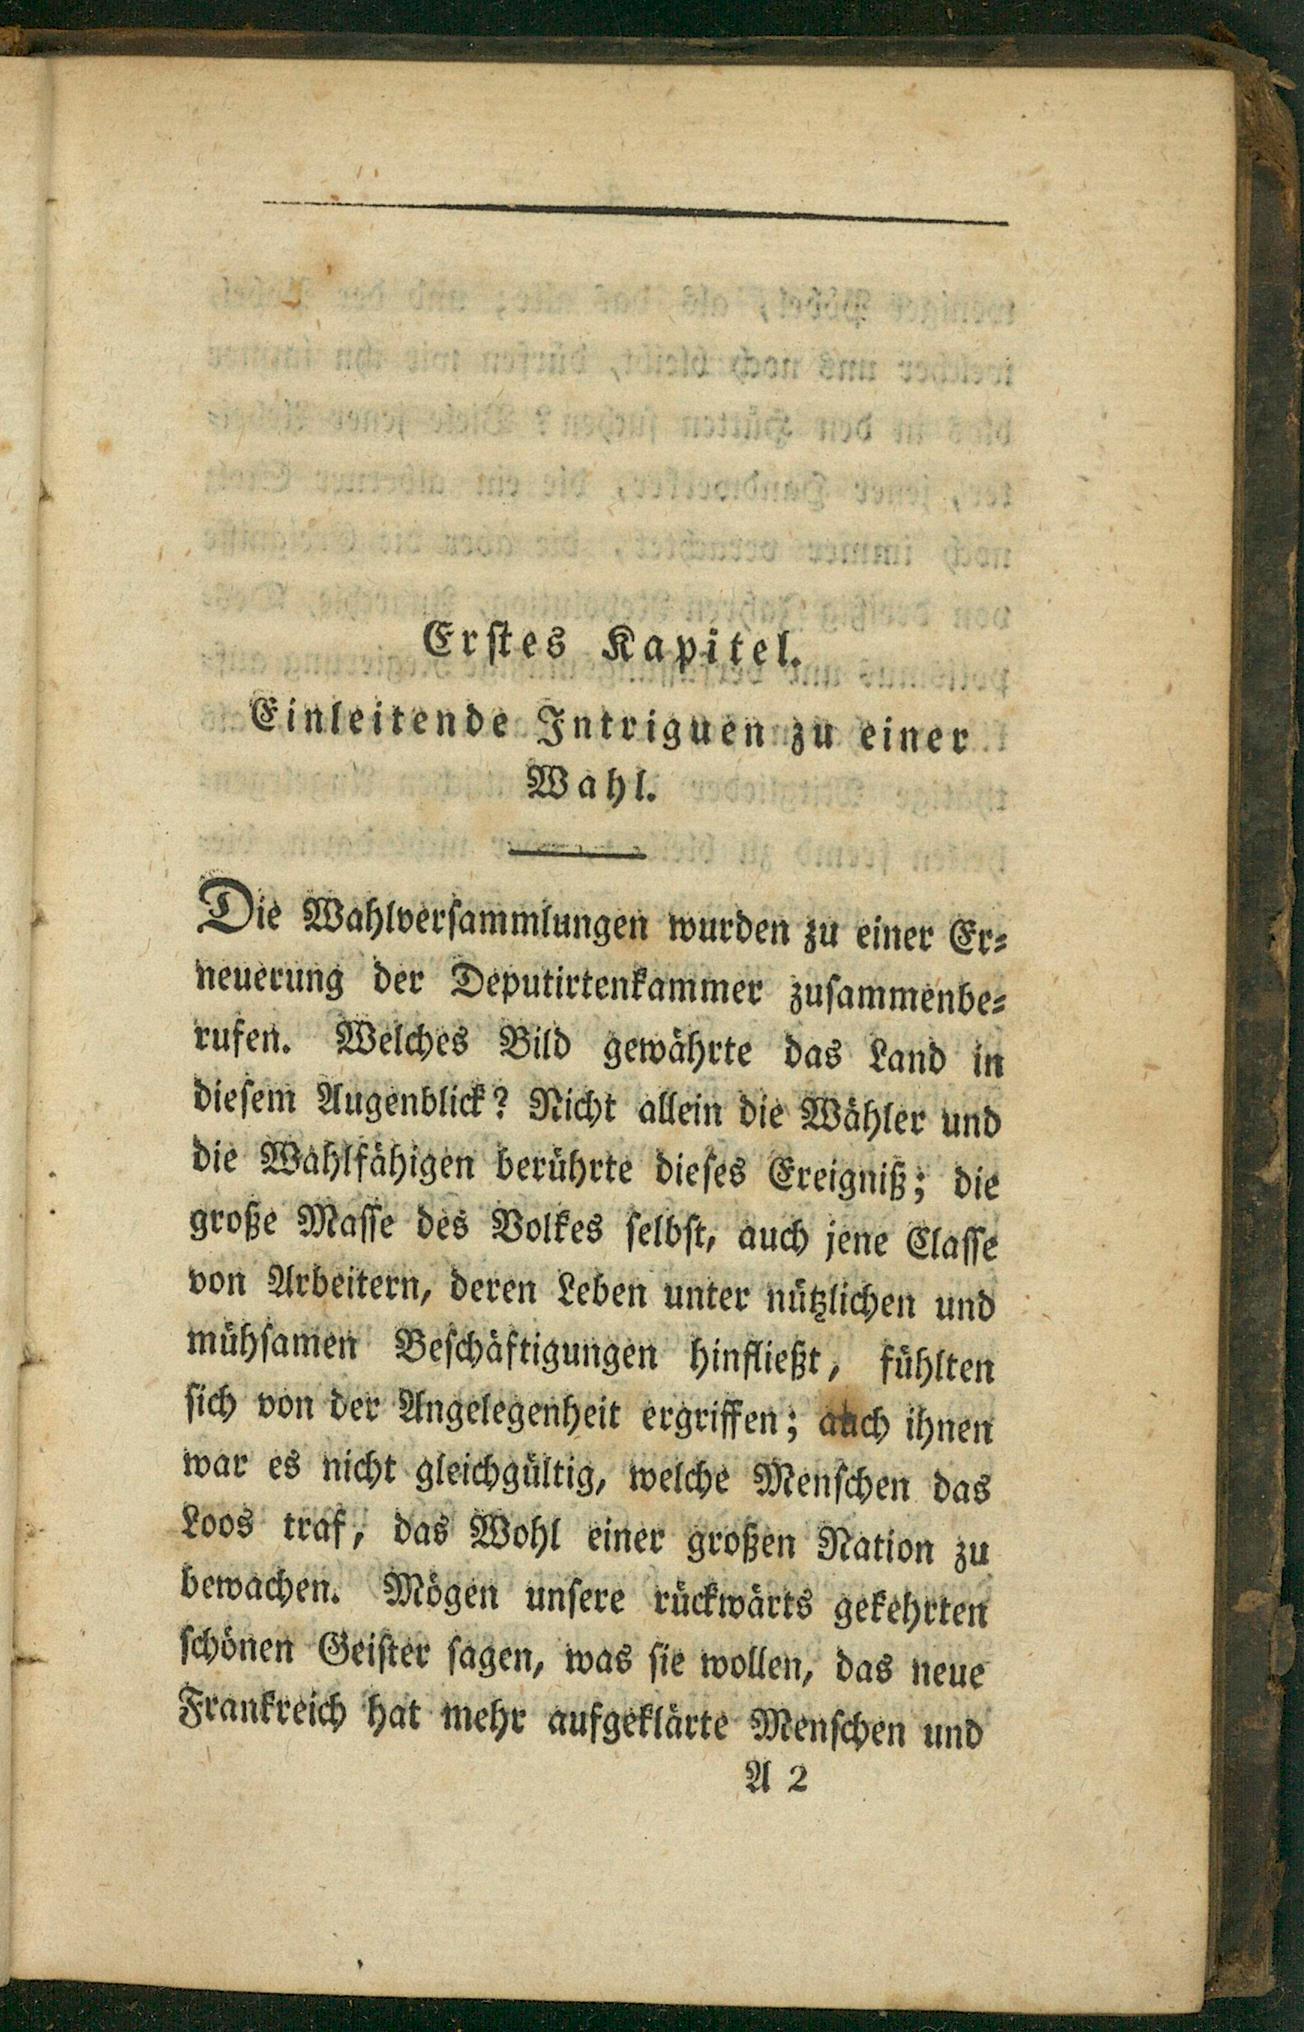 Erstes Kapitel.
Einleitende Intriguen zu einer
Wahl.
Die Wahlversammlungen wurden zu einer Er-
neuerung der Deputirtenkammer zusammenbe-
rufen. Welches Bild gewährte das Land in
diesem Augenblick? Nicht allein die Wähler und
die Wahlfähigen berührte dieses Ereigniß; die
große Masse des Volkes selbst, auch jene Classe
von Arbeitern, deren Leben unter nützlichen und
mühsamen Beschäftigungen hinfließt, fühlten
sich von der Angelegenheit ergriffen; auch ihnen
war es nicht gleichgültig, welche Menschen das
Loos traf, das Wohl einer großen Nation zu
bewachen. Mögen unsere rückwärts gekehrten
schönen Geister sagen, was sie wollen, das neue
Frankreich hat mehr aufgeklärte Menschen und
A 2